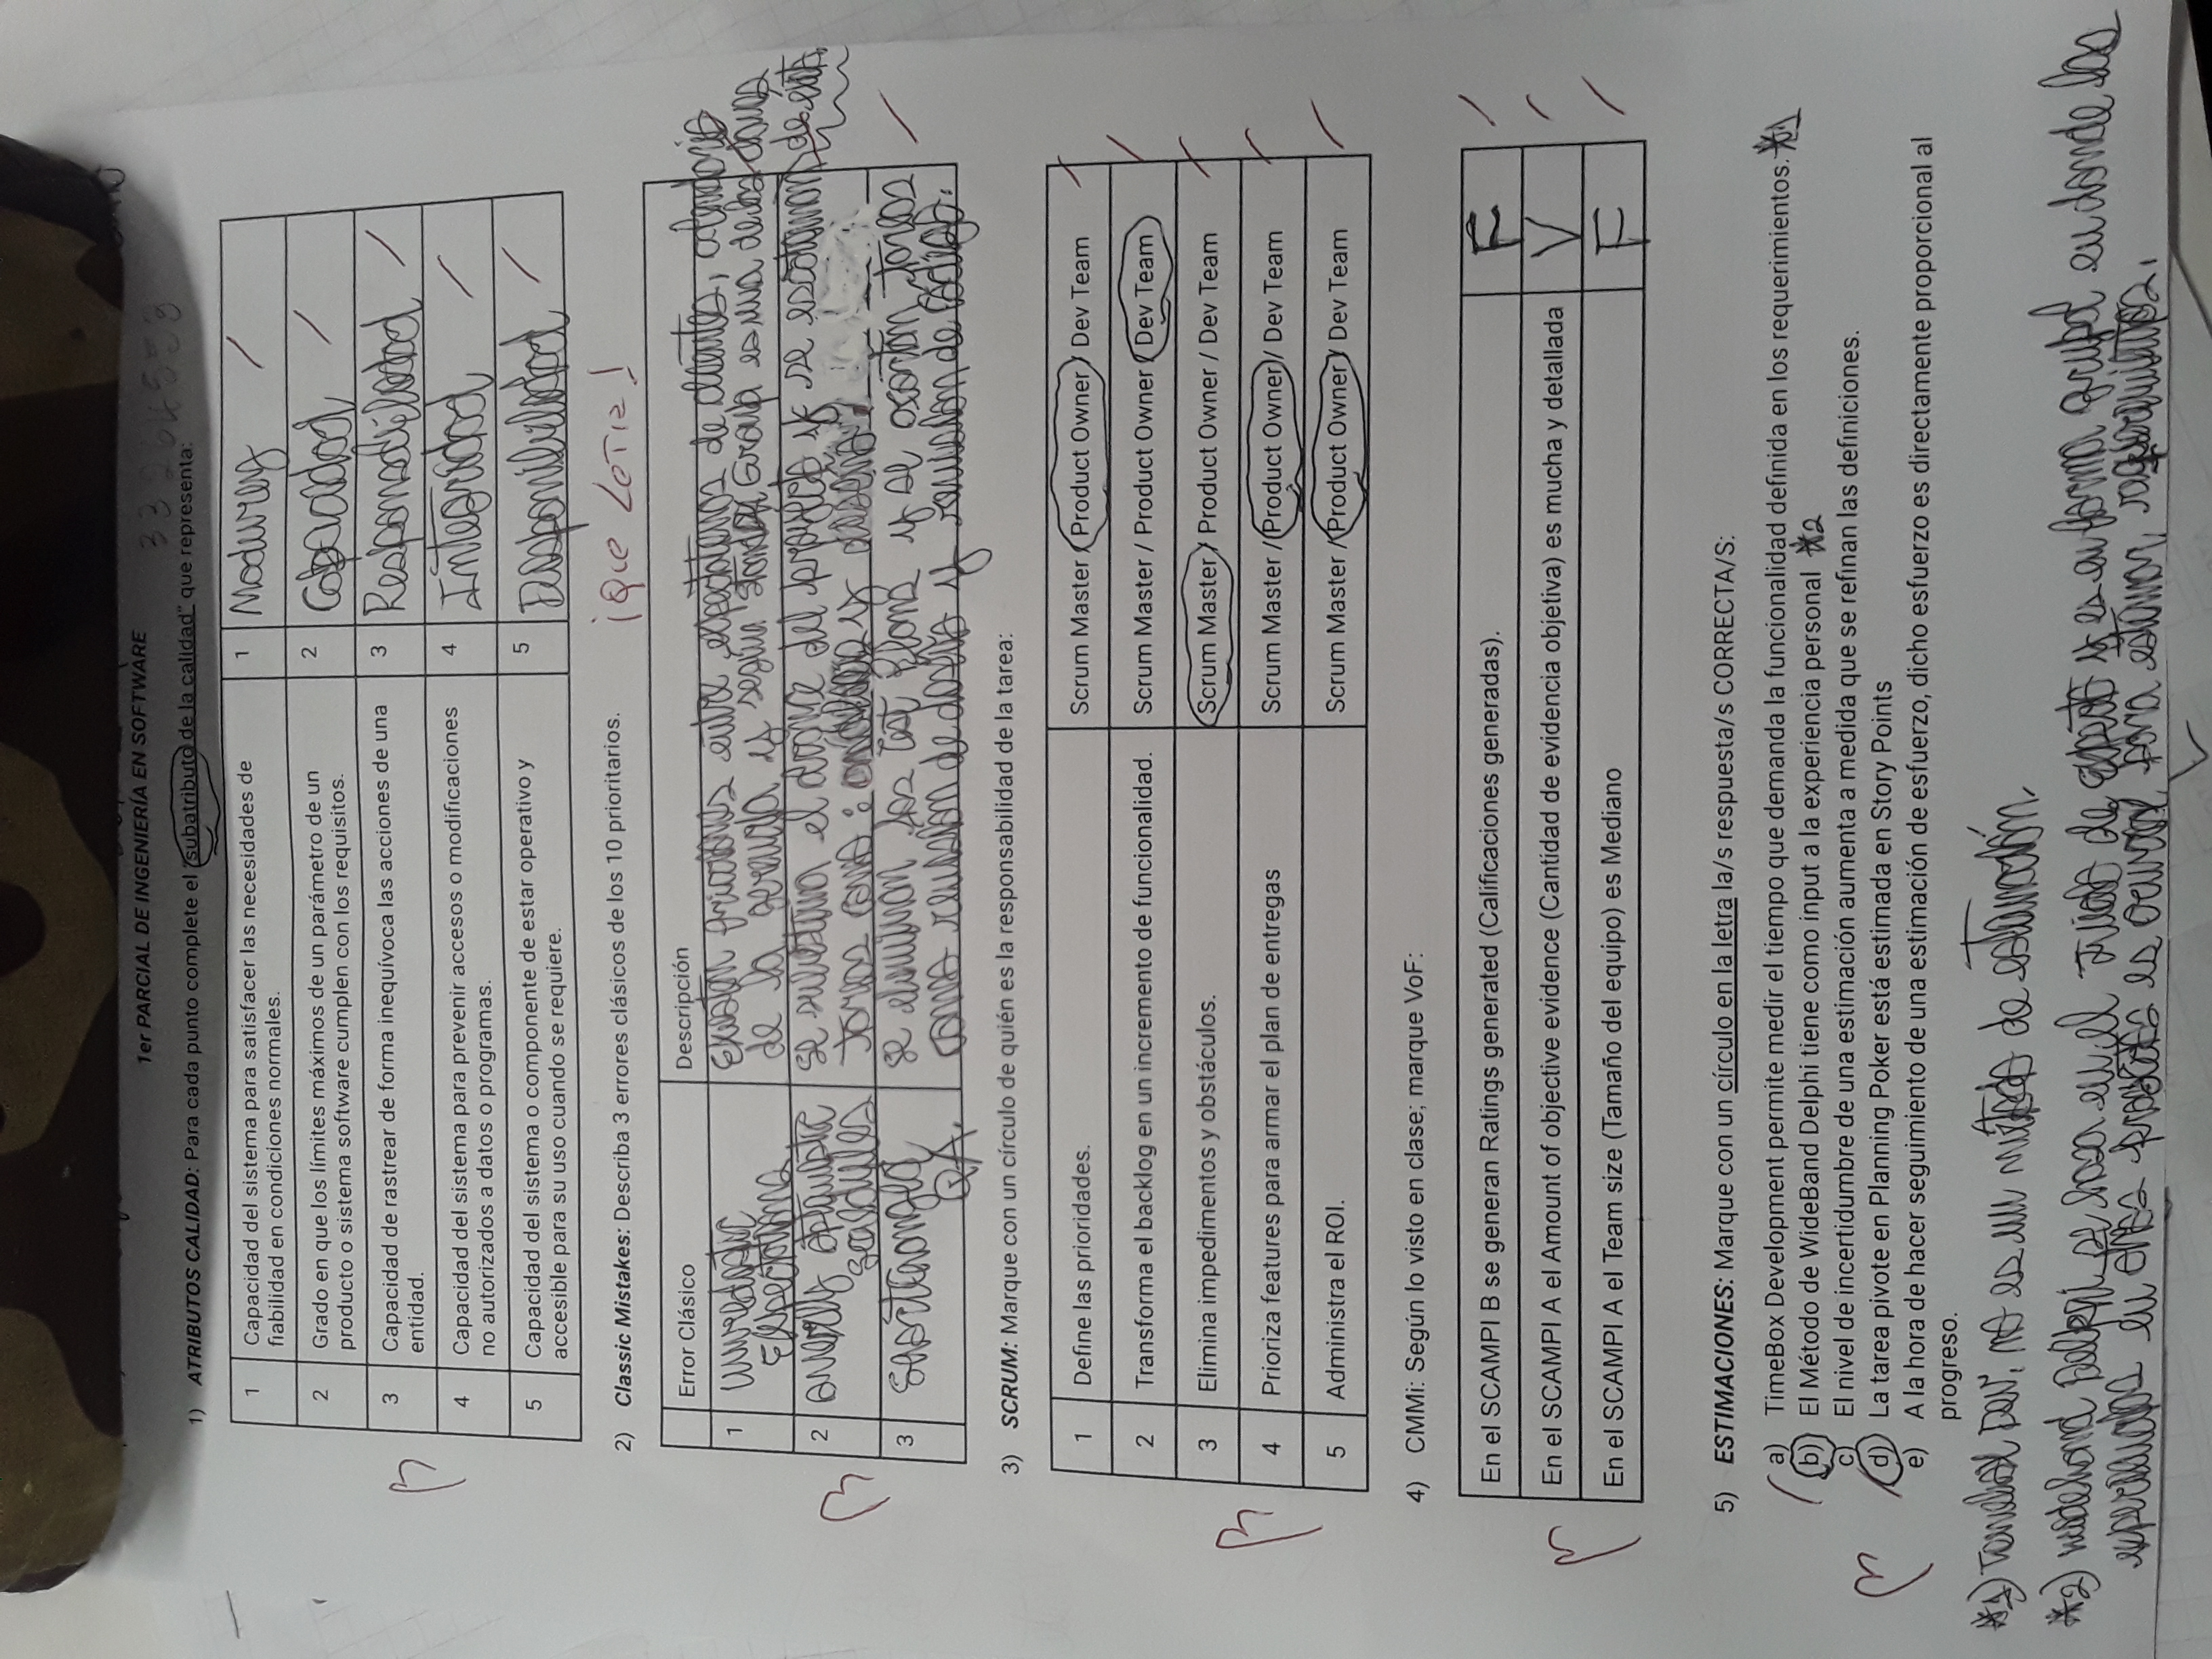 1er PARCIAL DE INGENIERÍA EN SOFTWARE
1) ATRIBUTOS CALIDAD: Para cada punto complete el "subatributo de la calidad" que representa:
1 Capacidad del sistema para satisfacer las necesidades de fiabilidad en condiciones normales. 1 Madurez
2 Grado en que los límites máximos de un parámetro de un producto o sistema software cumplen con los requisitos. 2 Capacidad
3 Capacidad de rastrear de forma inequívoca las acciones de una entidad. 3 Responsabilidad
4 Capacidad del sistema para prevenir accesos o modificaciones no autorizados a datos o programas. 4 Integridad
5 Capacidad del sistema o componente de estar operativo y accesible para su uso cuando se requiere. 5 Disponibilidad
2) Classic Mistakes: Describa 3 errores clásicos de los 10 prioritarios.
¡Que Letra!
Error Clásico Descripción
1 Unrealistic Expectations Existen fricciones entre expectativas de clientes, de la gerencia y según Group es una de las claves de éxito
2 Overly Optimistic Schedules Se subestima el alcance del proyecto y se tareas como: análisis y diseño.
3 QA. Se eliminan los Test Plans y se acortan tareas como revisión de diseño y revisión de código.
3) SCRUM: Marque con un círculo de quién es la responsabilidad de la tarea:
1 Define las prioridades. Scrum Master / Product Owner / Dev Team
2 Transforma el backlog en un incremento de funcionalidad. Scrum Master / Product Owner / Dev Team
3 Elimina impedimentos y obstáculos. Scrum Master / Product Owner / Dev Team
4 Prioriza features para armar el plan de entregas Scrum Master / Product Owner / Dev Team
5 Administra el ROI. Scrum Master / Product Owner / Dev Team
4) CMMi: Según lo visto en clase; marque VoF:
En el SCAMPI B se generan Ratings generated (Calificaciones generadas). F
En el SCAMPI A el Amount of objective evidence (Cantidad de evidencia objetiva) es mucha y detallada V
En el SCAMPI A el Team size (Tamaño del equipo) es Mediano F
5) ESTIMACIONES: Marque con un círculo en la letra la/s respuesta/s CORRECTA/S:
a) TimeBox Development permite medir el tiempo que demanda la funcionalidad definida en los requerimientos. *1
b) El Método de WideBand Delphi tiene como input a la experiencia personal *2
c) El nivel de incertidumbre de una estimación aumenta a medida que se refinan las definiciones.
d) La tarea pivote en Planning Poker está estimada en Story Points
e) A la hora de hacer seguimiento de una estimación de esfuerzo, dicho esfuerzo es directamente proporcional al
progreso.
*1) Timebox Dev. no es un método de estimación.
*2) Wideband Delphi se basa en el juicio de experto y es en forma grupal en donde las
experiencias en otros proyectos es crucial para estimar